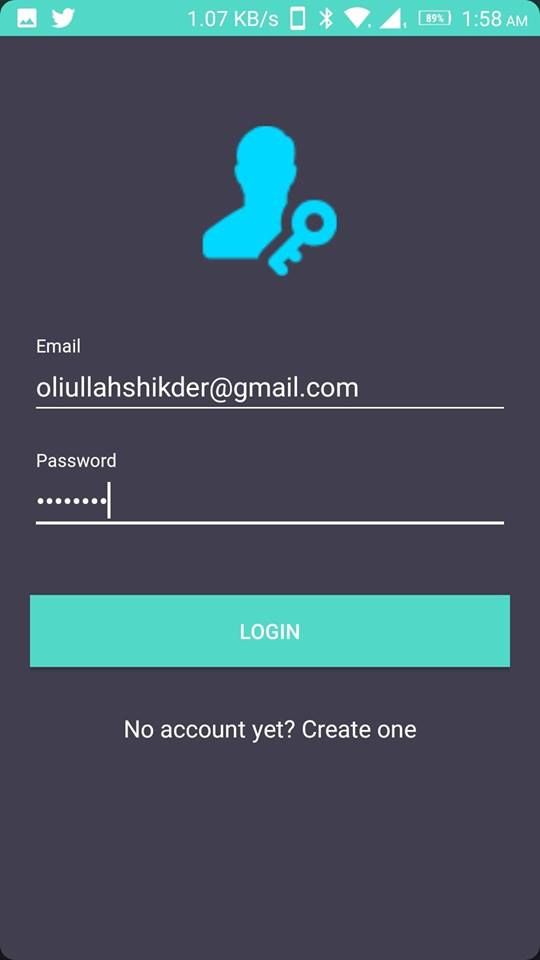 1.07 KB/s 89% 1:58 AM
Email
oliullahshikder@gmail.com
Password
••••••••
LOGIN
No account yet? Create one